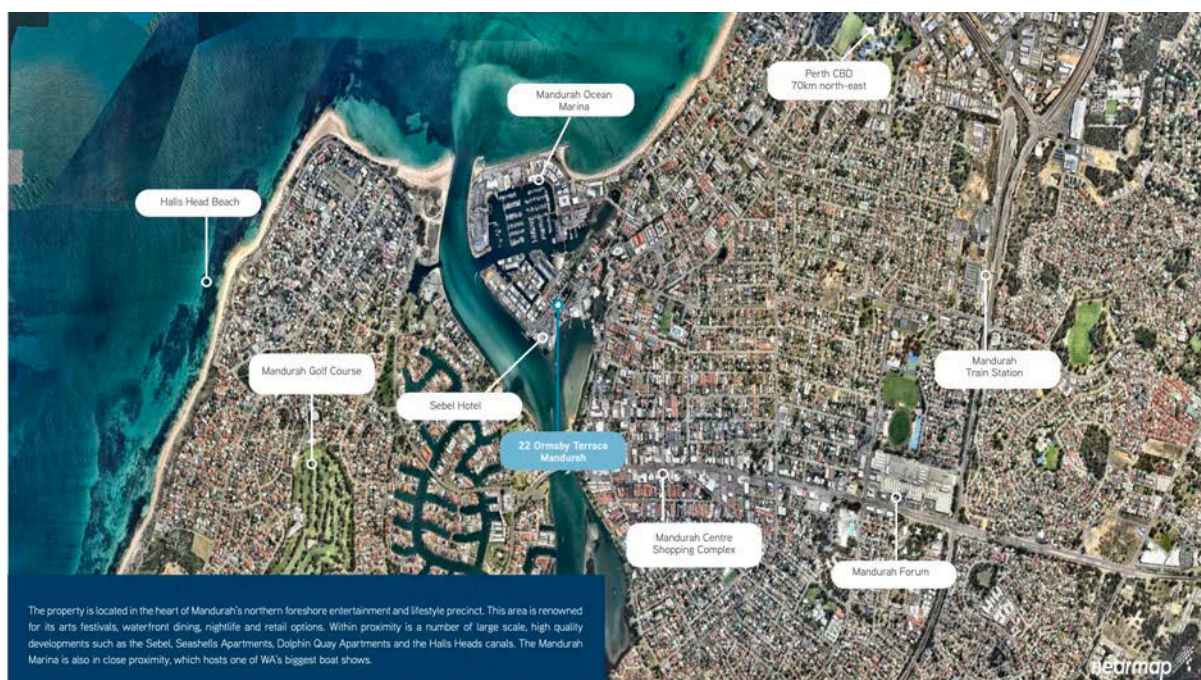 Perth CBD
70km north-east
Mandurah Ocean
Marina
Halls Head Beach
Mandurah Golf Course
Sebel Hotel
Mandurah
Train Station
22 Ormsby Terrace
Mandurah
Mandurah Centre
Shopping Complex
Mandurah Forum
The property is located in the heart of Mandurah's northern foreshore entertainment and lifestyle precinct. This area is renowned
for its arts festivals, waterfront dining, nightlife and retail options. Within proximity is a number of large scale, high quality
developments such as the Sebel, Seashells Apartments, Dolphin Quay Apartments and the Halls Heads canals. The Mandurah
Marina is also in close proximity, which hosts one of WA's biggest boat shows.
nearmap